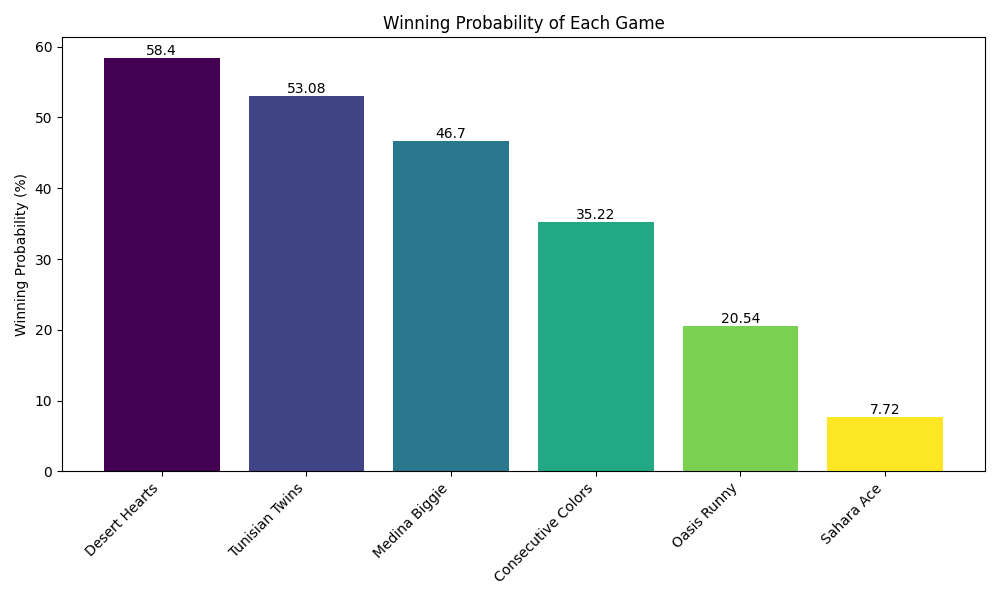 Winning Probability of Each Game
Winning Probability (%)
60
50
40
30
20
10
0
58.4
53.08
46.7
35.22
20.54
7.72
Desert Hearts
Tunisian Twins
Medina Biggie
Consecutive Colors
Oasis Runny
Sahara Ace